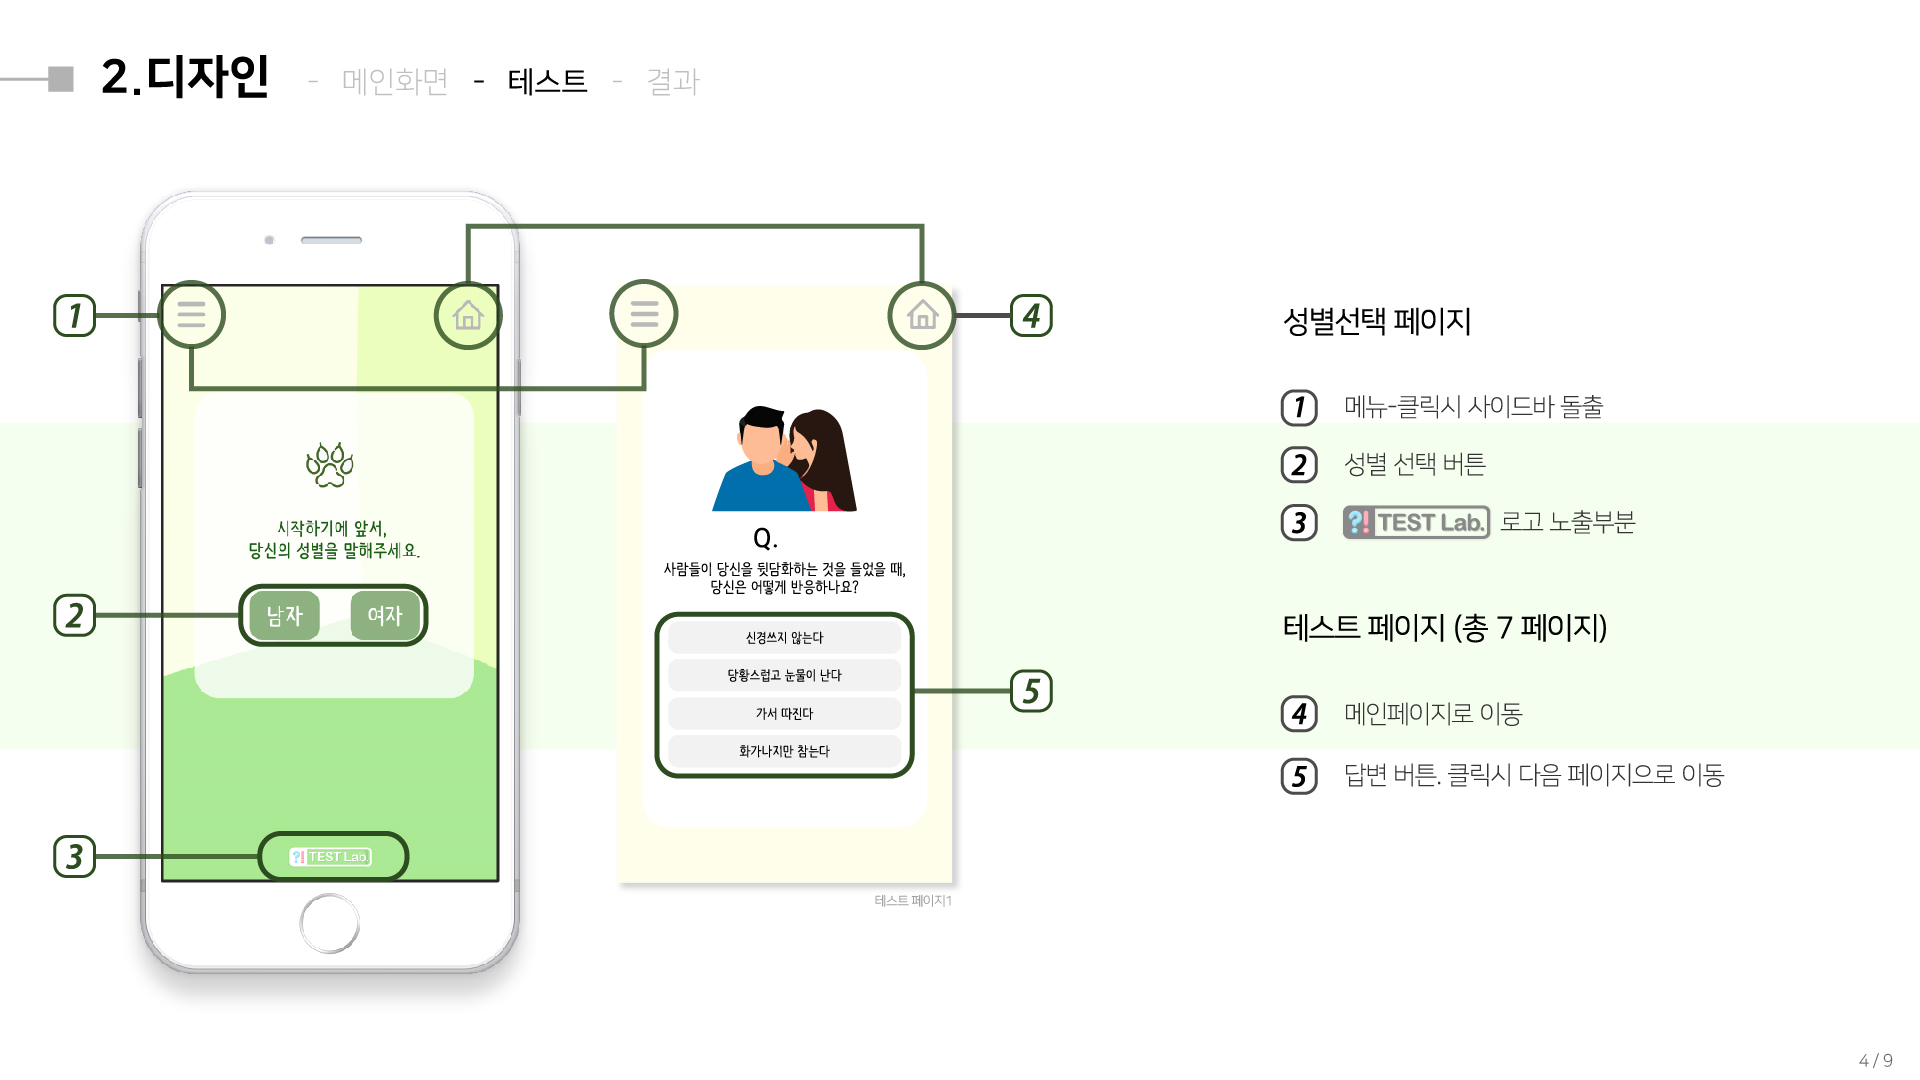 2.디자인 - 메인화면 - 테스트 - 결과
1
시작하기에 앞서,
당신의 성별을 말해주세요.
2
남자 여자
3
?! TEST Lab.
4
Q.
사람들이 당신을 뒷담화하는 것을 들었을 때,
당신은 어떻게 반응하나요?
신경쓰지 않는다
당황스럽고 눈물이 난다
가서 따진다
화가나지만 참는다
5
테스트 페이지1
성별선택 페이지
1 메뉴-클릭시 사이드바 돌출
2 성별 선택 버튼
3 ?! TEST Lab. 로고 노출부분
테스트 페이지 (총 7 페이지)
4 메인페이지로 이동
5 답변 버튼. 클릭시 다음 페이지으로 이동
4 / 9